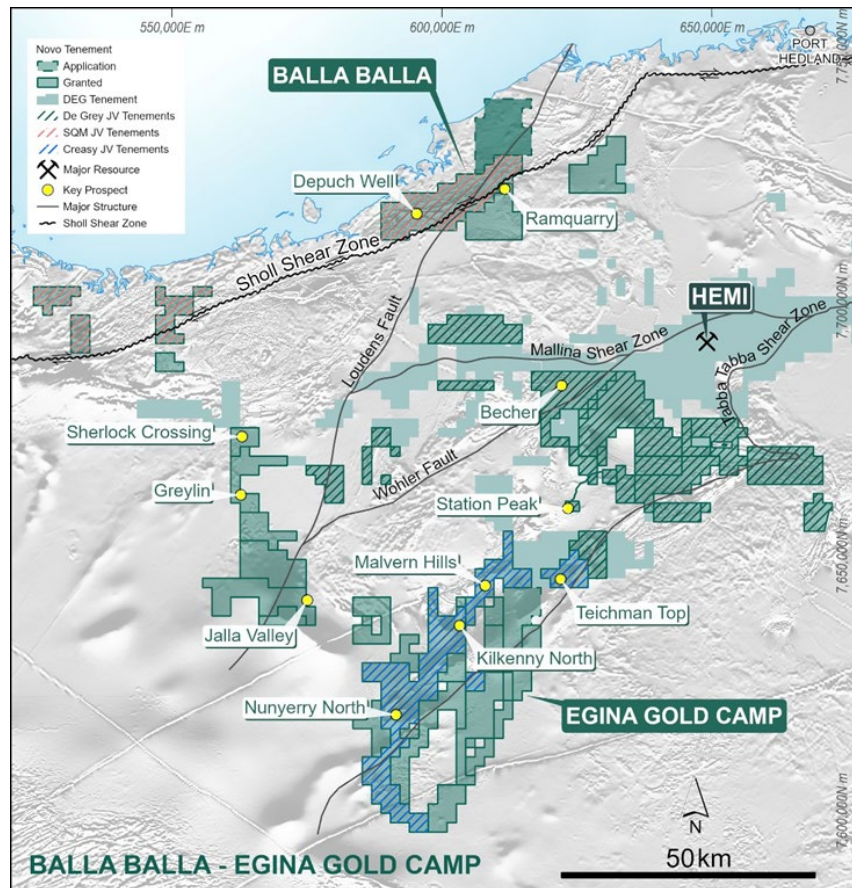 550,000E m
600,000E m
650,000E m
PORT
HEDLAND
7,750,000N m
Novo Tenement
Application
Granted
DEG Tenement
De Grey JV Tenements
SQM JV Tenements
Creasy JV Tenements
Major Resource
Key Prospect
Major Structure
Sholl Shear Zone
BALLA BALLA
Depuch Well
Ramquarry
Sholl Shear Zone
HEMI
7,700,000N m
Loudens Fault
Mallina Shear Zone
Tabba Tabba Shear Zone
Becher
Sherlock Crossing
Wohler Fault
Greylin
Station Peak
7,650,000N m
Malvern Hills
Teichman Top
Jalla Valley
Kilkenny North
Nunyerry North
EGINA GOLD CAMP
7,600,000N m
N
50km
BALLA BALLA - EGINA GOLD CAMP